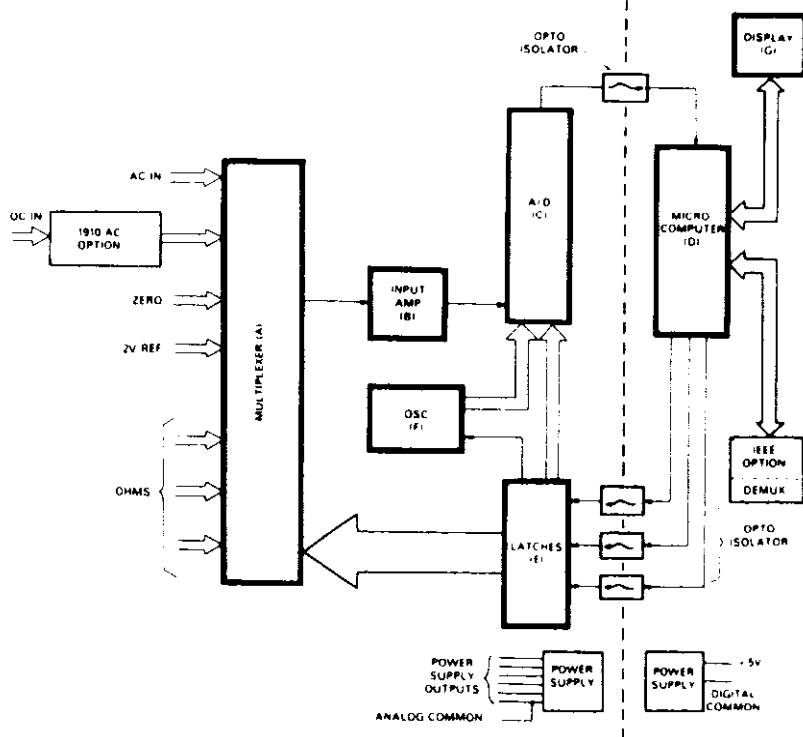 OPTO
ISOLATOR
DISPLAY
(G)
AC IN
A/D
(C)
DC IN
1910 AC
OPTION
MICRO
COMPUTER
(D)
ZERO
INPUT
AMP
(B)
2V REF
MULTIPLEXER (A)
OSC
(F)
IEEE
OPTION
DEMUX
OHMS
LATCHES
(E)
OPTO
ISOLATOR
POWER
SUPPLY
OUTPUTS
POWER
SUPPLY
POWER
SUPPLY
+5V
DIGITAL
COMMON
ANALOG COMMON